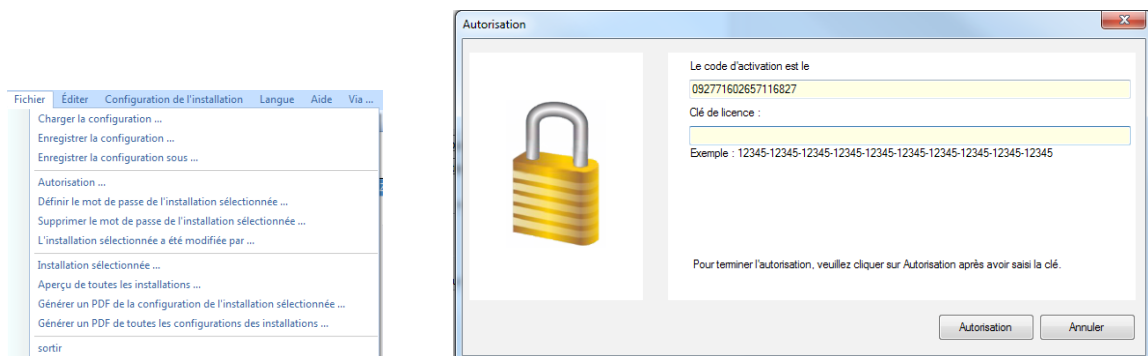 Fichier Éditer Configuration de l'installation Langue Aide Via ...
Charger la configuration ...
Enregistrer la configuration ...
Enregistrer la configuration sous ...
Autorisation ...
Définir le mot de passe de l'installation sélectionnée ...
Supprimer le mot de passe de l'installation sélectionnée ...
L'installation sélectionnée a été modifiée par ...
Installation sélectionnée ...
Aperçu de toutes les installations ...
Générer un PDF de la configuration de l'installation sélectionnée ...
Générer un PDF de toutes les configurations des installations ...
sortir
Autorisation
Le code d'activation est le
092771602657116827
Clé de licence :
Exemple : 12345-12345-12345-12345-12345-12345-12345-12345-12345-12345
Pour terminer l'autorisation, veuillez cliquer sur Autorisation après avoir saisi la clé.
Autorisation Annuler